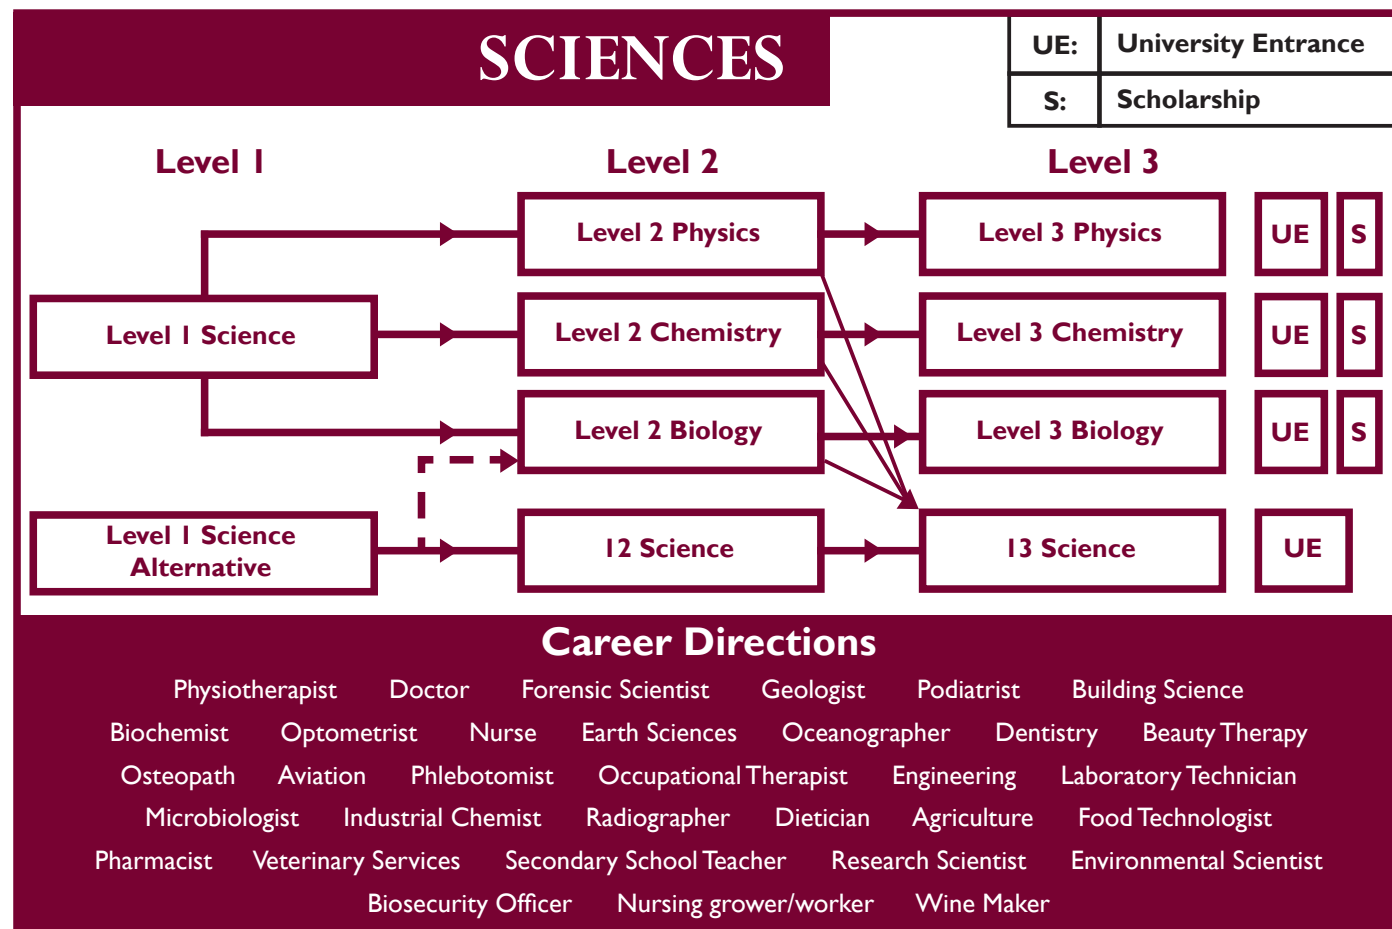 SCIENCES
UE: University Entrance
S: Scholarship
Level 1 Level 2 Level 3
Level 2 Physics Level 3 Physics UE S
Level 1 Science Level 2 Chemistry Level 3 Chemistry UE S
Level 2 Biology Level 3 Biology UE S
Level 1 Science
Alternative
12 Science 13 Science UE
Career Directions
Physiotherapist Doctor Forensic Scientist Geologist Podiatrist Building Science
Biochemist Optometrist Nurse Earth Sciences Oceanographer Dentistry Beauty Therapy
Osteopath Aviation Phlebotomist Occupational Therapist Engineering Laboratory Technician
Microbiologist Industrial Chemist Radiographer Dietician Agriculture Food Technologist
Pharmacist Veterinary Services Secondary School Teacher Research Scientist Environmental Scientist
Biosecurity Officer Nursing grower/worker Wine Maker